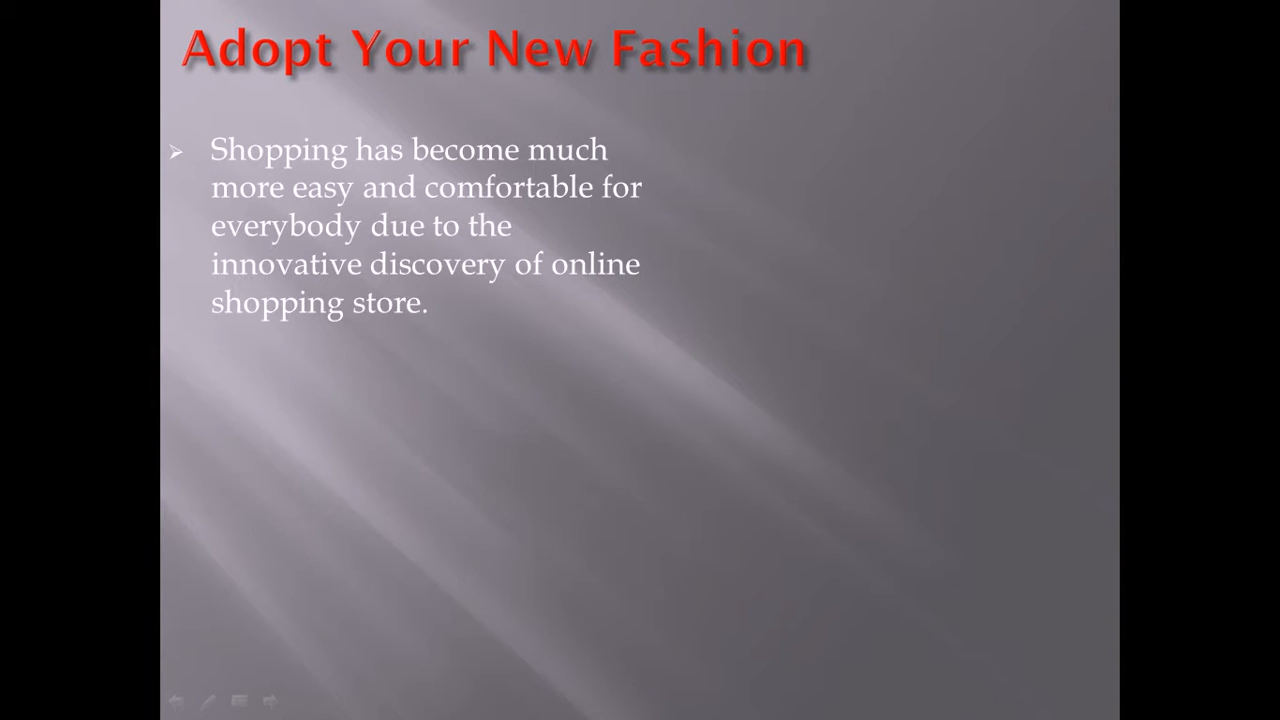 Adopt Your New Fashion
Shopping has become much
more easy and comfortable for
everybody due to the
innovative discovery of online
shopping store.